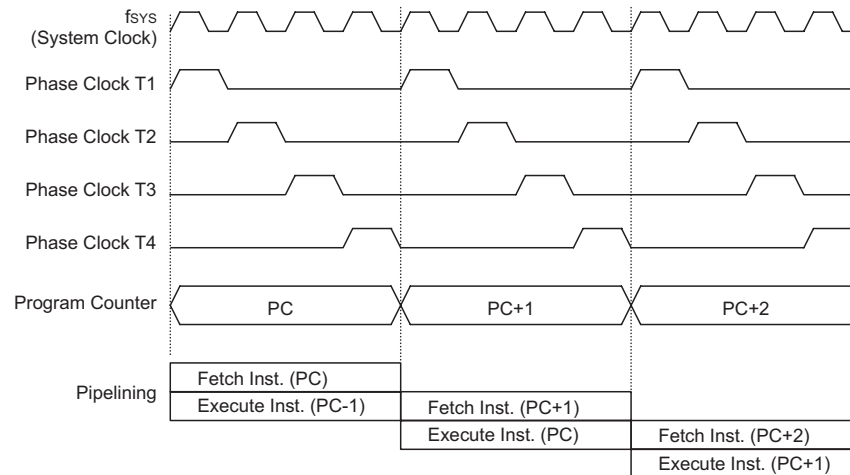 fSYS
(System Clock)
Phase Clock T1
Phase Clock T2
Phase Clock T3
Phase Clock T4
Program Counter
PC
PC+1
PC+2
Pipelining
Fetch Inst. (PC)
Execute Inst. (PC-1)
Fetch Inst. (PC+1)
Execute Inst. (PC)
Fetch Inst. (PC+2)
Execute Inst. (PC+1)